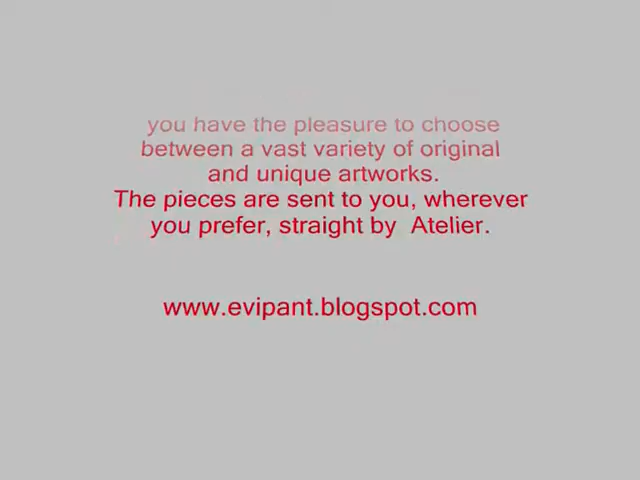 you have the pleasure to choose
between a vast variety of original
and unique artworks.
The pieces are sent to you, wherever
you prefer, straight by  Atelier.
www.evipant.blogspot.com